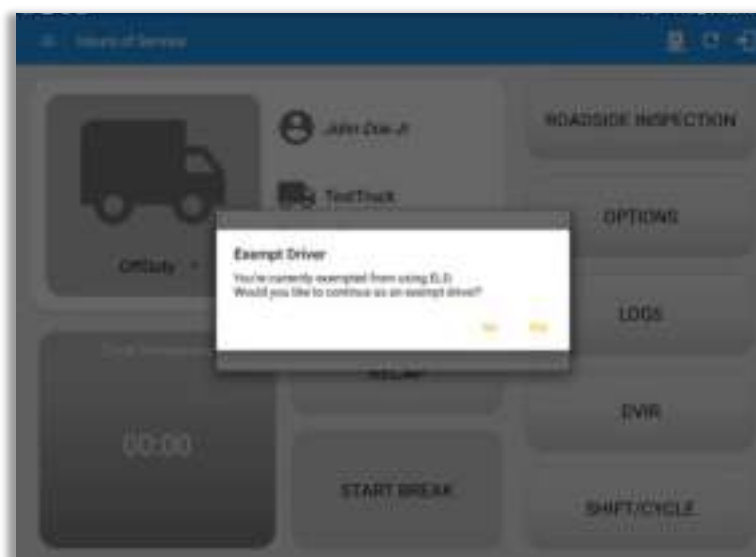 Hours of Service
John Doe Jr
TestTruck
OffDuty
ROADSIDE INSPECTION
OPTIONS
LOGS
DVIR
SHIFT/CYCLE
Exempt Driver
You're currently exempted from using ELD
Would you like to continue as an exempt driver?
No
Yes
RECAP
00:00
START BREAK